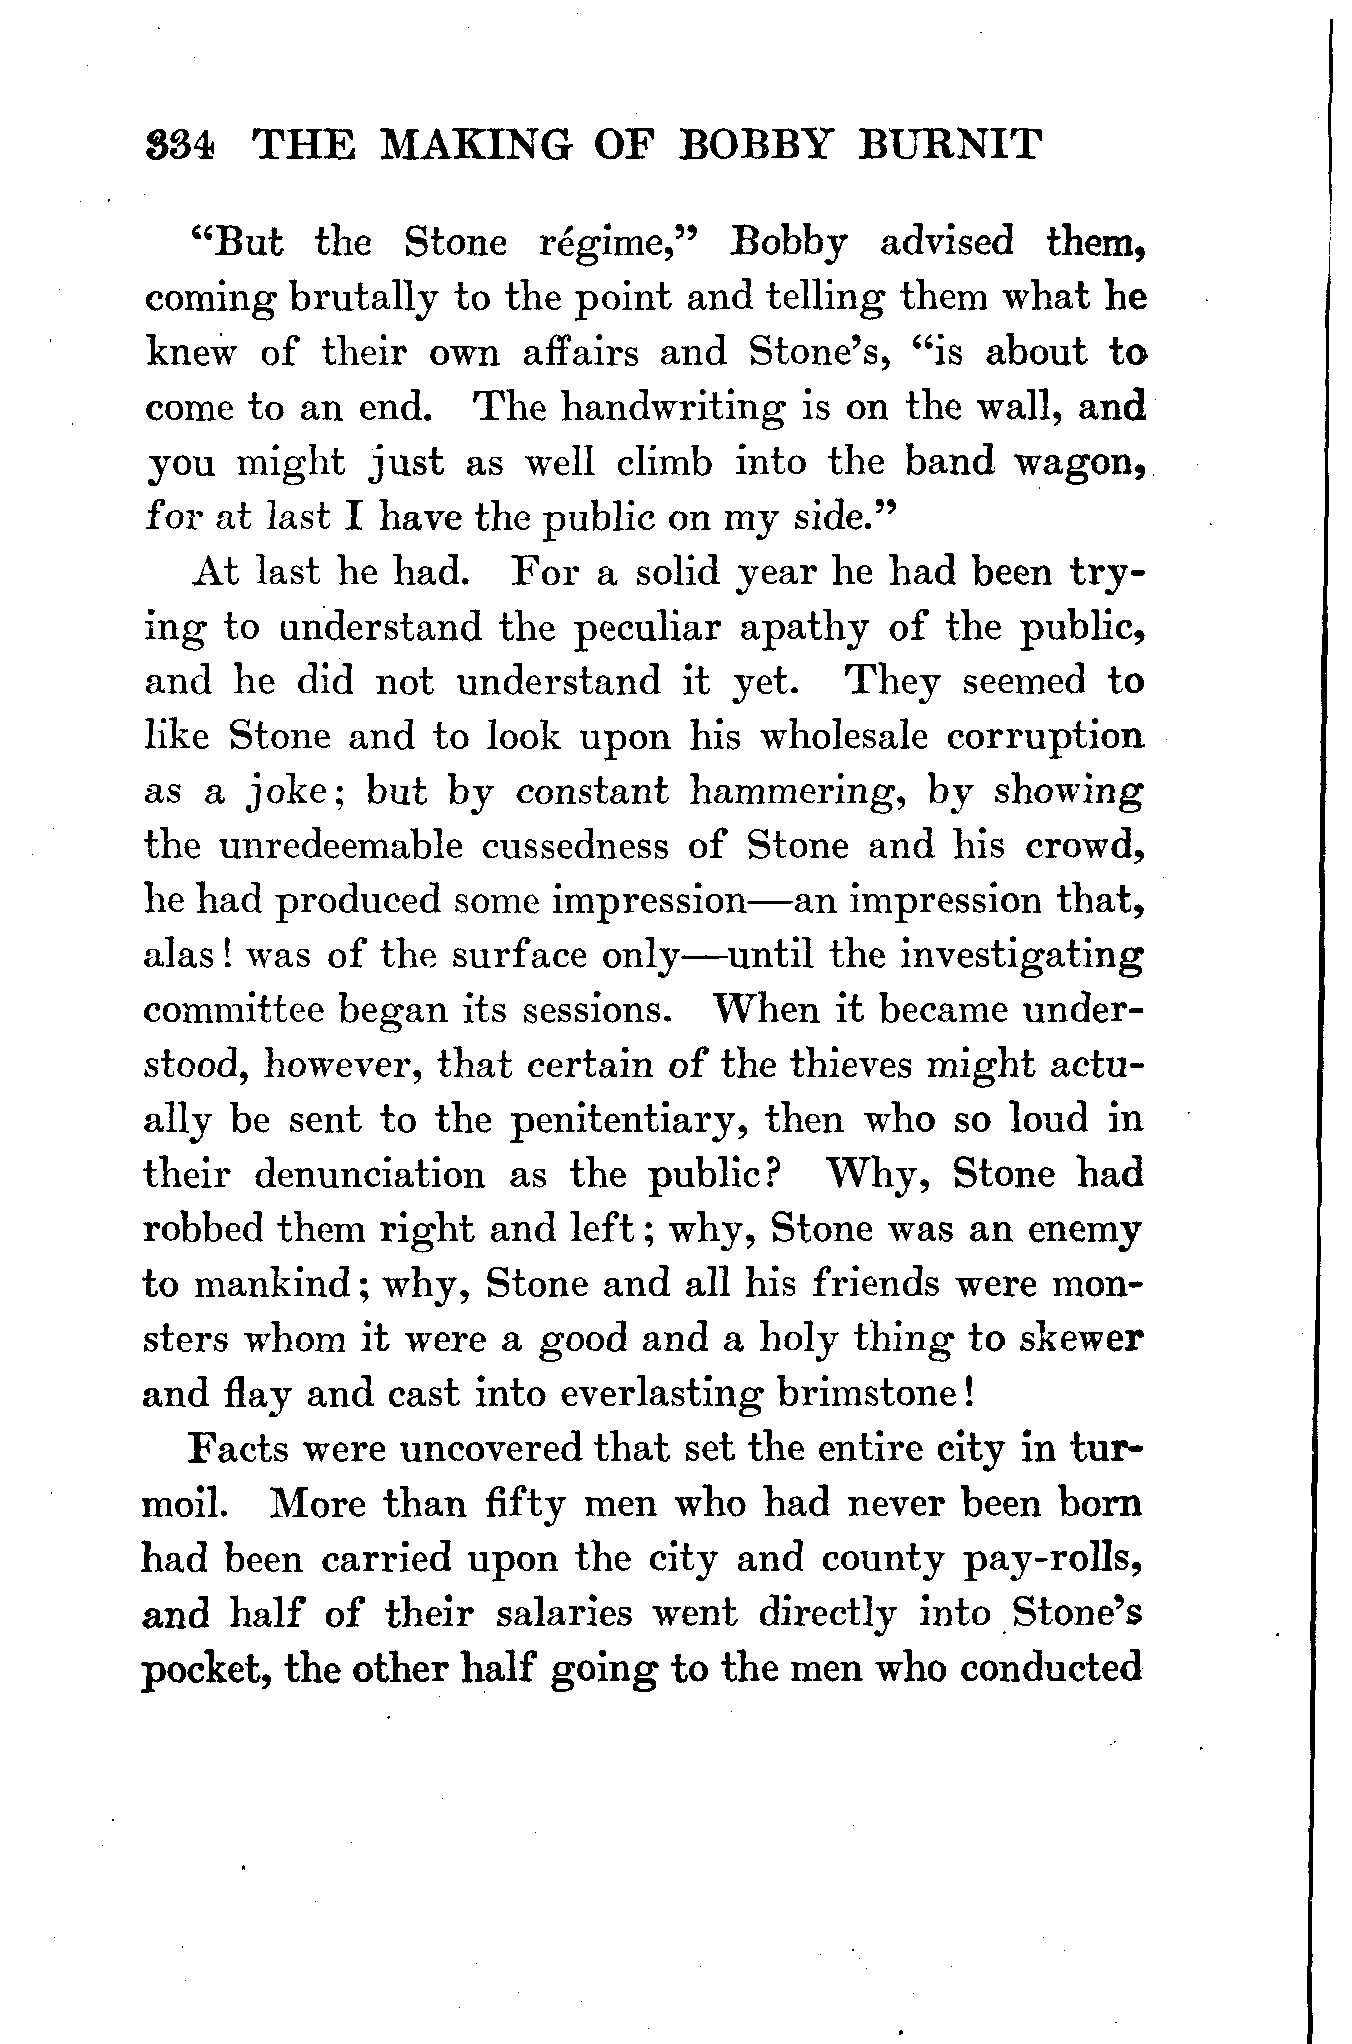 334 THE MAKING OF BOBBY BURNIT
“But the Stone régime,” Bobby advised them,
coming brutally to the point and telling them what he
knew of their own affairs and Stone’s, “is about to
come to an end. The handwriting is on the wall, and
you might just as well climb into the band wagon,
for at last I have the public on my side.”
At last he had. For a solid year he had been try-
ing to understand the peculiar apathy of the public,
and he did not understand it yet. They seemed to
like Stone and to look upon his wholesale corruption
as a joke; but by constant hammering, by showing
the unredeemable cussedness of Stone and his crowd,
he had produced some impression—an impression that,
alas! was of the surface only—until the investigating
committee began its sessions. When it became under-
stood, however, that certain of the thieves might actu-
ally be sent to the penitentiary, then who so loud in
their denunciation as the public? Why, Stone had
robbed them right and left; why, Stone was an enemy
to mankind; why, Stone and all his friends were mon-
sters whom it were a good and a holy thing to skewer
and flay and cast into everlasting brimstone!
Facts were uncovered that set the entire city in tur-
moil. More than fifty men who had never been born
had been carried upon the city and county pay-rolls,
and half of their salaries went directly into Stone’s
pocket, the other half going to the men who conducted